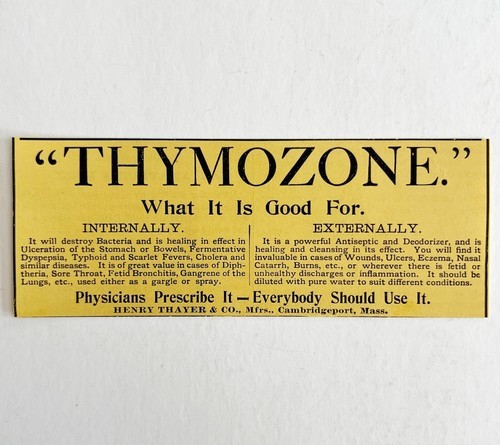 “THYMOZONE.”
What It Is Good For.
INTERNALLY.
It will destroy Bacteria and is healing in effect in
Ulceration of the Stomach or Bowels, Fermentative
Dyspepsia, Typhoid and Scarlet Fevers, Cholera and
similar diseases. It is of great value in cases of Diph-
theria, Sore Throat, Fetid Bronchitis, Gangrene of the
Lungs, etc., used either as a gargle or spray.
EXTERNALLY.
It is a powerful Antiseptic and Deodorizer, and is
healing and cleansing in its effect. You will find it
invaluable in cases of Wounds, Ulcers, Eczema, Nasal
Catarrh, Burns, etc., or wherever there is fetid or
unhealthy discharges or inflammation. It should be
diluted with pure water to suit different conditions.
Physicians Prescribe It — Everybody Should Use It.
HENRY THAYER & CO., Mfrs., Cambridgeport, Mass.